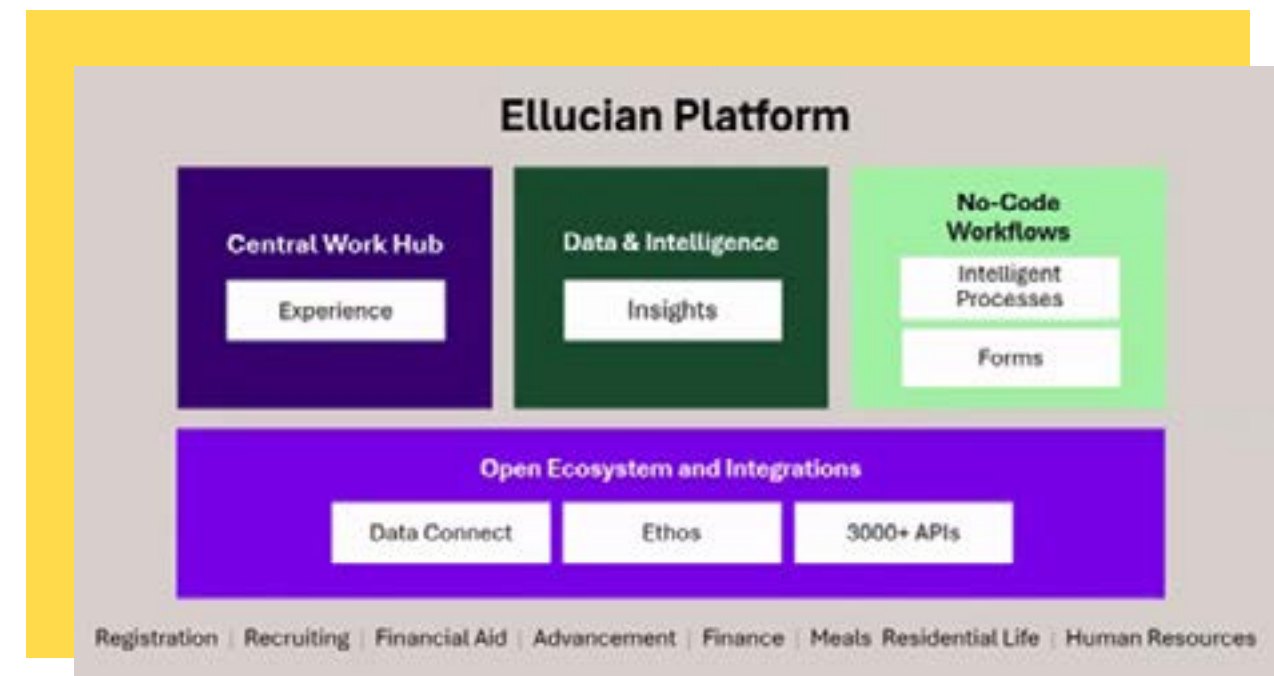 Ellucian Platform
Central Work Hub
Experience
Data & Intelligence
Insights
No-Code
Workflows
Intelligent
Processes
Forms
Open Ecosystem and Integrations
Data Connect
Ethos
3000+ APIs
Registration | Recruiting | Financial Aid | Advancement | Finance | Meals Residential Life | Human Resources